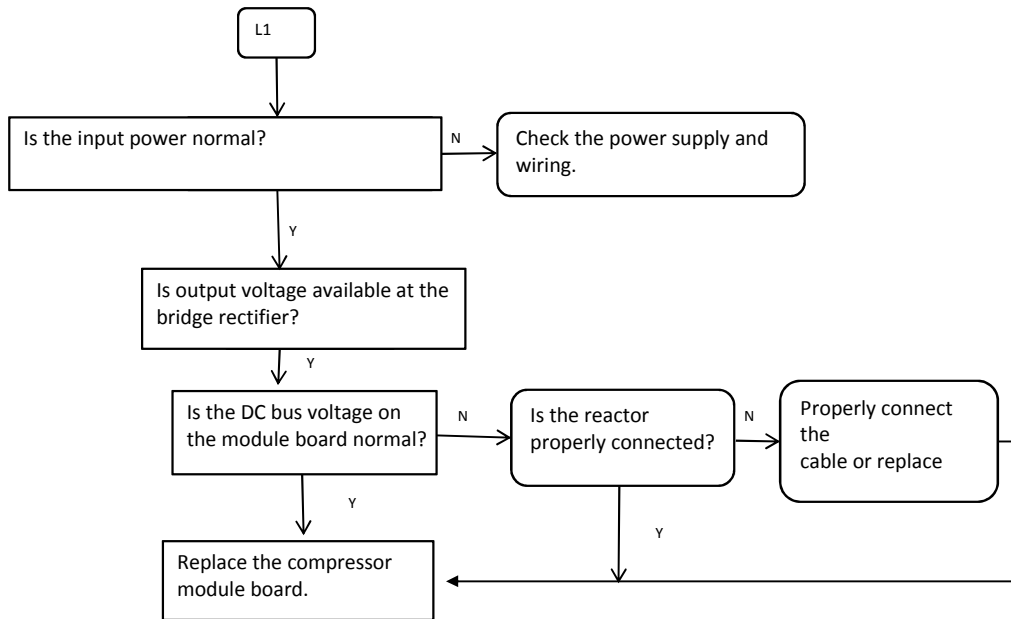 L1
Is the input power normal?
N
Check the power supply and
wiring.
Y
Is output voltage available at the
bridge rectifier?
Y
Is the DC bus voltage on
the module board normal?
N
Is the reactor
properly connected?
N
Properly connect
the
cable or replace
Y
Y
Replace the compressor
module board.